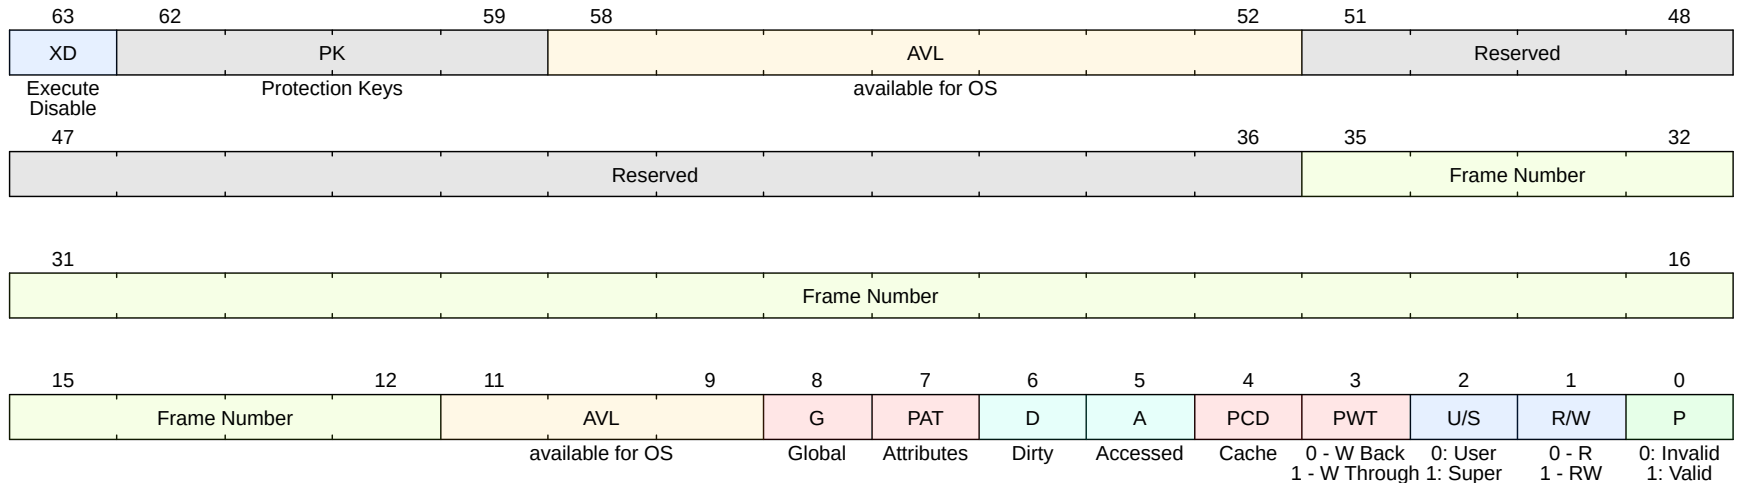 63 62 59 58 52 51 48
XD PK AVL Reserved
Execute Protection Keys available for OS
Disable
47 36 35 32
Reserved Frame Number
31 16
Frame Number
15 12 11 9 8 7 6 5 4 3 2 1 0
Frame Number AVL G PAT D A PCD PWT U/S R/W P
available for OS Global Attributes Dirty Accessed Cache 0 - W Back 0: User 0 - R 0: Invalid
1 - W Through 1: Super 1 - RW 1: Valid